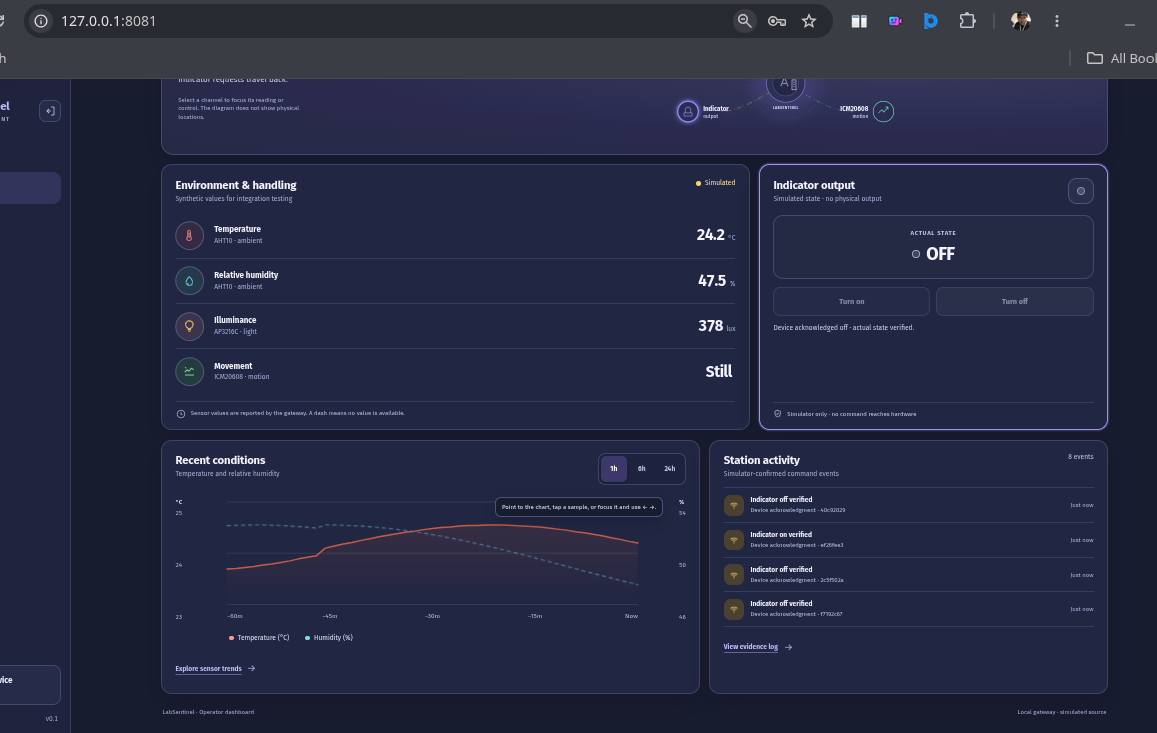 127.0.0.1:8081
h
All Book
el
NT
vice
v0.1
indicator requests travel back.
Select a channel to focus its reading or
control. The diagram does not show physical
locations.
Indicator
output
A
LABSENTINEL
ICM20608
motion
Environment & handling
Synthetic values for integration testing
Simulated
Temperature
AHT10 · ambient
24.2 °C
Relative humidity
AHT10 · ambient
47.5 %
Illuminance
AP3216C · light
378 lux
Movement
ICM20608 · motion
Still
Sensor values are reported by the gateway. A dash means no value is available.
Indicator output
Simulated state · no physical output
ACTUAL STATE
OFF
Turn on
Turn off
Device acknowledged off · actual state verified.
Simulator only · no command reaches hardware
Recent conditions
Temperature and relative humidity
1h 6h 24h
Point to the chart, tap a sample, or focus it and use ← →.
°C
25
24
23
%
54
50
46
−60m −45m −30m −15m Now
Temperature (°C) Humidity (%)
Explore sensor trends →
Station activity
Simulator-confirmed command events
8 events
Indicator off verified
Device acknowledgment · 40c92029
Just now
Indicator on verified
Device acknowledgment · ef26fee3
Just now
Indicator off verified
Device acknowledgment · 2c5f502a
Just now
Indicator off verified
Device acknowledgment · f7192c67
Just now
View evidence log →
LabSentinel · Operator dashboard
Local gateway · simulated source